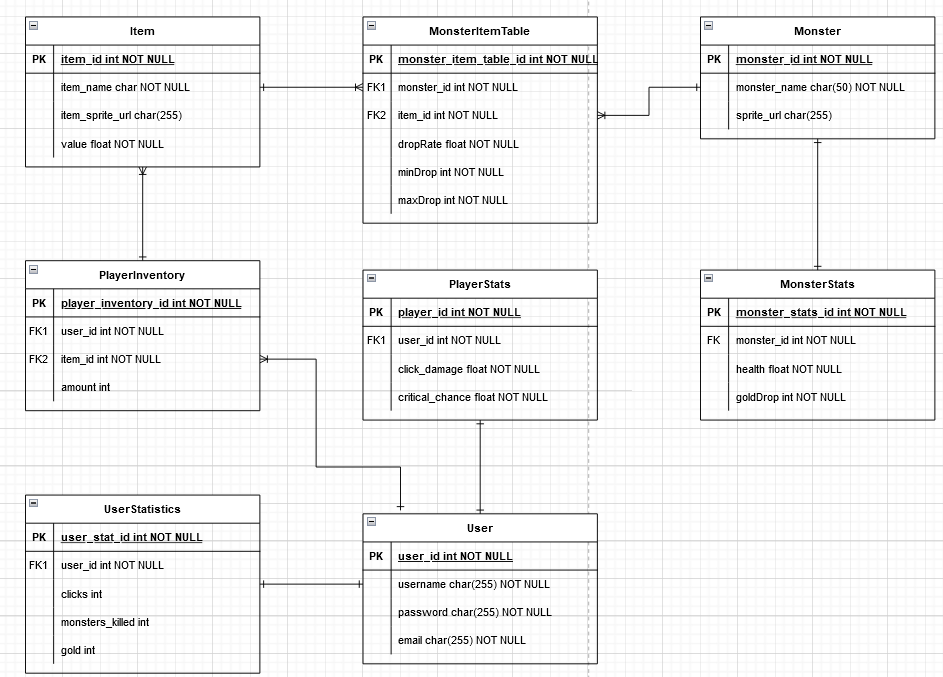 Item
PK item_id int NOT NULL
item_name char NOT NULL
item_sprite_url char(255)
value float NOT NULL
MonsterItemTable
PK monster_item_table_id int NOT NULL
FK1 monster_id int NOT NULL
FK2 item_id int NOT NULL
dropRate float NOT NULL
minDrop int NOT NULL
maxDrop int NOT NULL
Monster
PK monster_id int NOT NULL
monster_name char(50) NOT NULL
sprite_url char(255)
PlayerInventory
PK player_inventory_id int NOT NULL
FK1 user_id int NOT NULL
FK2 item_id int NOT NULL
amount int
PlayerStats
PK player_id int NOT NULL
FK1 user_id int NOT NULL
click_damage float NOT NULL
critical_chance float NOT NULL
MonsterStats
PK monster_stats_id int NOT NULL
FK monster_id int NOT NULL
health float NOT NULL
goldDrop int NOT NULL
UserStatistics
PK user_stat_id int NOT NULL
FK1 user_id int NOT NULL
clicks int
monsters_killed int
gold int
User
PK user_id int NOT NULL
username char(255) NOT NULL
password char(255) NOT NULL
email char(255) NOT NULL